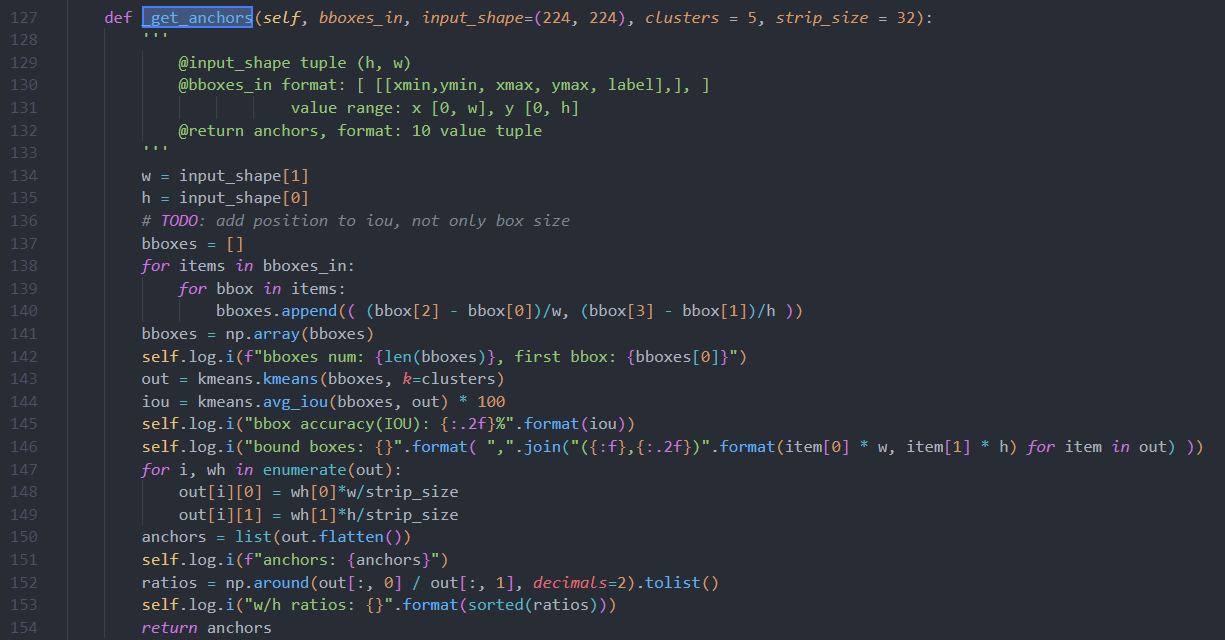 127 def _get_anchors(self, bboxes_in, input_shape=(224, 224), clusters = 5, strip_size = 32):
128 '''
129 @input_shape tuple (h, w)
130 @bboxes_in format: [ [[xmin,ymin, xmax, ymax, label],], ]
131 value range: x [0, w], y [0, h]
132 @return anchors, format: 10 value tuple
133 '''
134 w = input_shape[1]
135 h = input_shape[0]
136 # TODO: add position to iou, not only box size
137 bboxes = []
138 for items in bboxes_in:
139 for bbox in items:
140 bboxes.append(( (bbox[2] - bbox[0])/w, (bbox[3] - bbox[1])/h ))
141 bboxes = np.array(bboxes)
142 self.log.i(f"bboxes num: {len(bboxes)}, first bbox: {bboxes[0]}")
143 out = kmeans.kmeans(bboxes, k=clusters)
144 iou = kmeans.avg_iou(bboxes, out) * 100
145 self.log.i("bbox accuracy(IOU): {:.2f}%".format(iou))
146 self.log.i("bound boxes: {}".format( ",".join("({:f},{:.2f})".format(item[0] * w, item[1] * h) for item in out) ))
147 for i, wh in enumerate(out):
148 out[i][0] = wh[0]*w/strip_size
149 out[i][1] = wh[1]*h/strip_size
150 anchors = list(out.flatten())
151 self.log.i(f"anchors: {anchors}")
152 ratios = np.around(out[:, 0] / out[:, 1], decimals=2).tolist()
153 self.log.i("w/h ratios: {}".format(sorted(ratios)))
154 return anchors